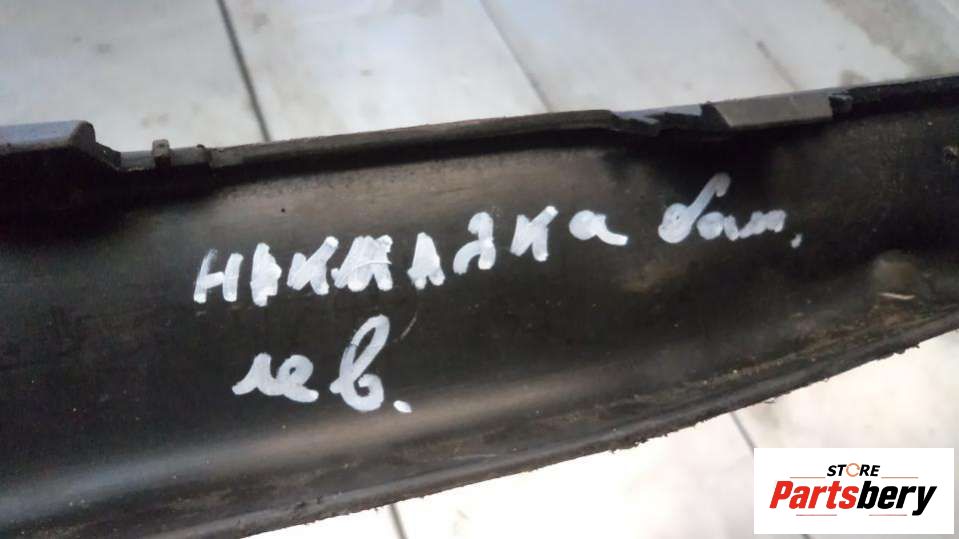 накладка бам.
лев.
STORE
Partsbery